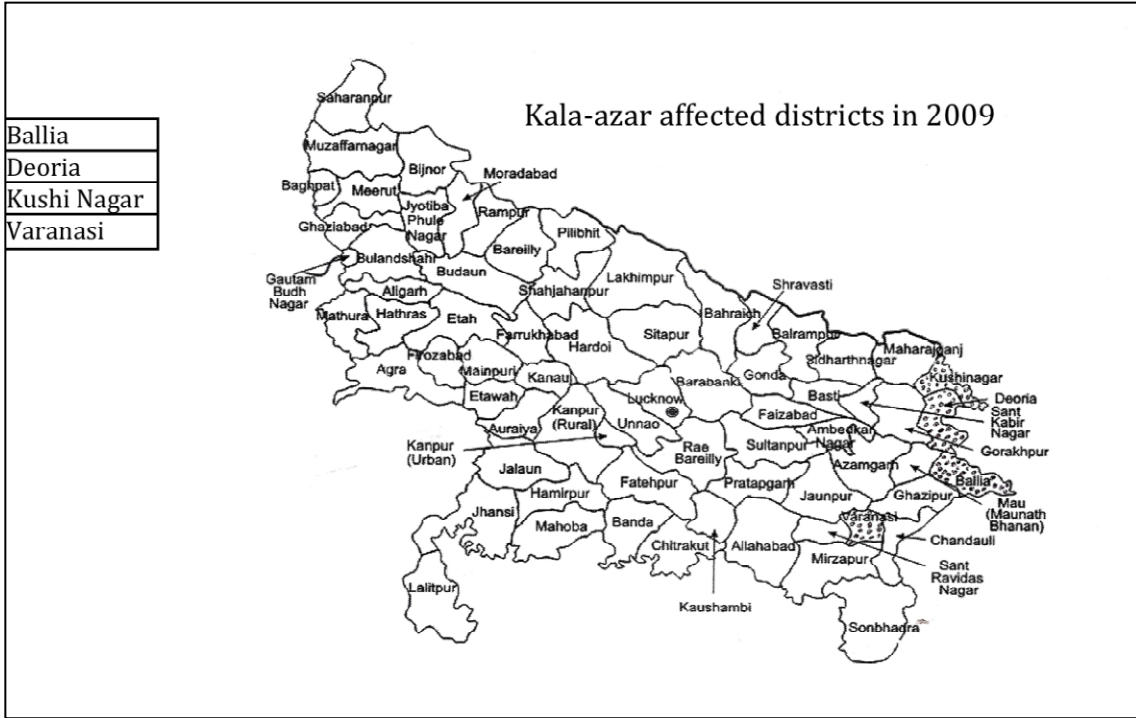 Kala-azar affected districts in 2009
Ballia
Deoria
Kushi Nagar
Varanasi
Saharanpur
Muzaffarnagar
Bijnor
Moradabad
Baghpat
Meerut
Jyotiba
Phule
Nagar
Rampur
Ghaziabad
Bareilly
Pilibhit
Bulandshahr
Budaun
Lakhimpur
Gautam
Budh
Nagar
Shahjahanpur
Shravasti
Aligarh
Mathura
Hathras
Etah
Farrukhabad
Hardoi
Sitapur
Bahraich
Balrampur
Sidharthnagar
Maharajganj
Agra
Firozabad
Mainpuri
Kanauj
Barabanki
Gonda
Kushinagar
Etawah
Kanpur
(Rural)
Lucknow
Unnao
Faizabad
Basti
Deoria
Sant
Kabir
Nagar
Auraiya
Kanpur
(Urban)
Rae
Bareilly
Sultanpur
Ambedkar
Nagar
Gorakhpur
Jalaun
Fatehpur
Pratapgarh
Azamgarh
Ballia
Hamirpur
Jaunpur
Ghazipur
Mau
(Maunath
Bhanan)
Jhansi
Mahoba
Banda
Chitrakut
Allahabad
Varanasi
Chandauli
Mirzapur
Sant
Ravidas
Nagar
Lalitpur
Kaushambi
Sonbhadra